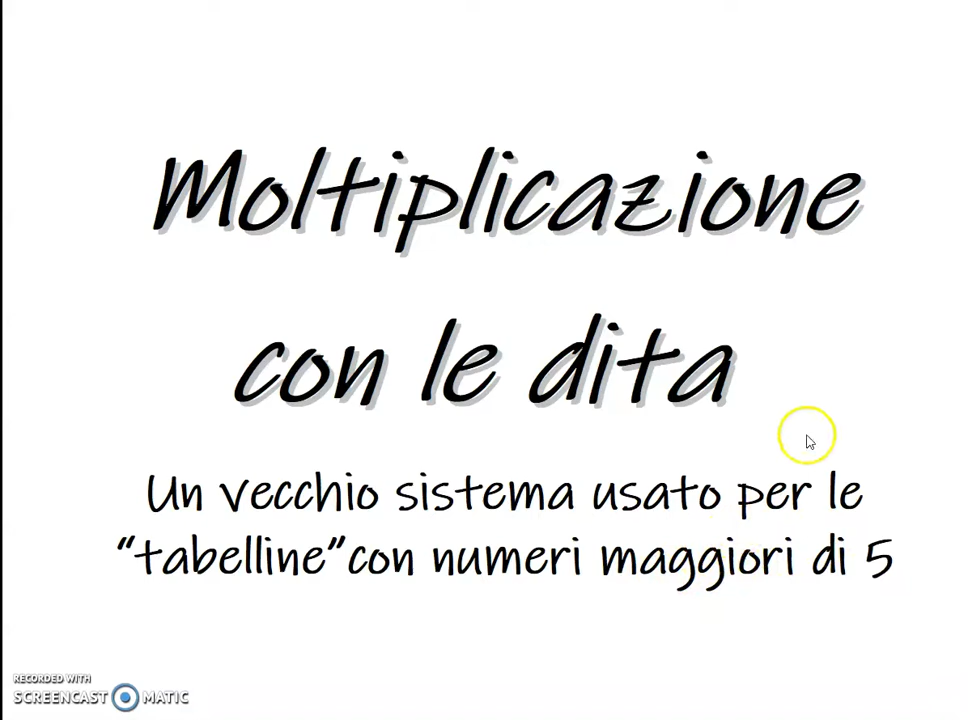 Moltiplicazione
con le dita
Un vecchio sistema usato per le
“tabelline”con numeri maggiori di 5
RECORDED WITH
SCREENCAST MATIC